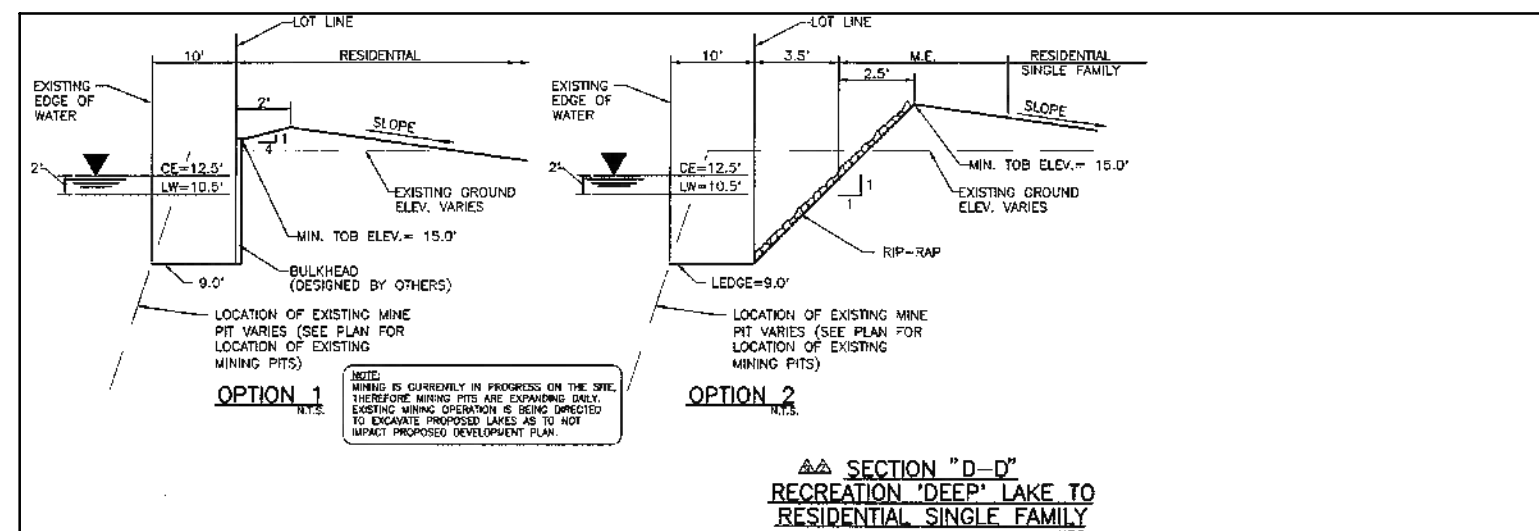 LOT LINE
10'
RESIDENTIAL
EXISTING
EDGE OF
WATER
2'
SLOPE
1
4
2'
CE=12.5'
LW=10.5'
EXISTING GROUND
ELEV. VARIES
MIN. TOB ELEV.= 15.0'
BULKHEAD
(DESIGNED BY OTHERS)
9.0'
LOCATION OF EXISTING MINE
PIT VARIES (SEE PLAN FOR
LOCATION OF EXISTING
MINING PITS)
OPTION 1
N.T.S.
NOTE:
MINING IS CURRENTLY IN PROGRESS ON THE SITE,
THEREFORE MINING PITS ARE EXPANDING DAILY.
EXISTING MINING OPERATION IS BEING DIRECTED
TO EXCAVATE PROPOSED LAKES AS TO NOT
IMPACT PROPOSED DEVELOPMENT PLAN.
LOT LINE
10'
3.5'
M.E.
RESIDENTIAL
SINGLE FAMILY
2.5'
EXISTING
EDGE OF
WATER
SLOPE
2'
CE=12.5'
LW=10.5'
1
1
MIN. TOB ELEV.= 15.0'
EXISTING GROUND
ELEV. VARIES
RIP-RAP
LEDGE=9.0'
LOCATION OF EXISTING MINE
PIT VARIES (SEE PLAN FOR
LOCATION OF EXISTING
MINING PITS)
OPTION 2
N.T.S.
SECTION "D-D"
RECREATION 'DEEP' LAKE TO
RESIDENTIAL SINGLE FAMILY